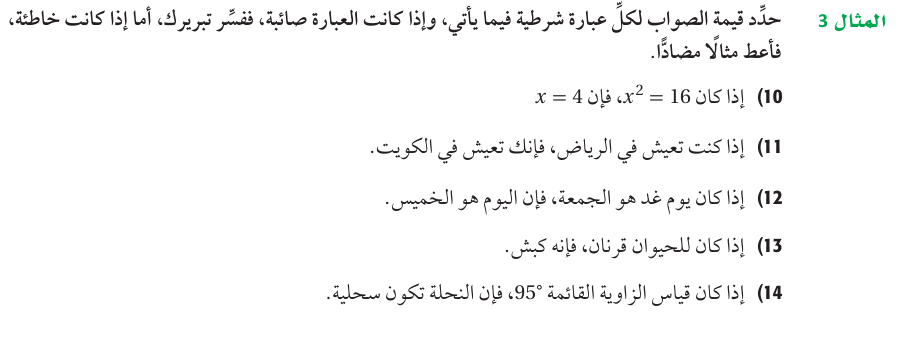 المثال 3 حدِّد قيمة الصواب لكلِّ عبارة شرطية فيما يأتي، وإذا كانت العبارة صائبة، ففسِّر تبريرك، أما إذا كانت خاطئة،
فأعط مثالًا مضادًّا.
10) إذا كان x² = 16، فإن x = 4
11) إذا كنت تعيش في الرياض، فإنك تعيش في الكويت.
12) إذا كان يوم غد هو الجمعة، فإن اليوم هو الخميس.
13) إذا كان للحيوان قرنان، فإنه كبش.
14) إذا كان قياس الزاوية القائمة 95°، فإن النحلة تكون سحلية.